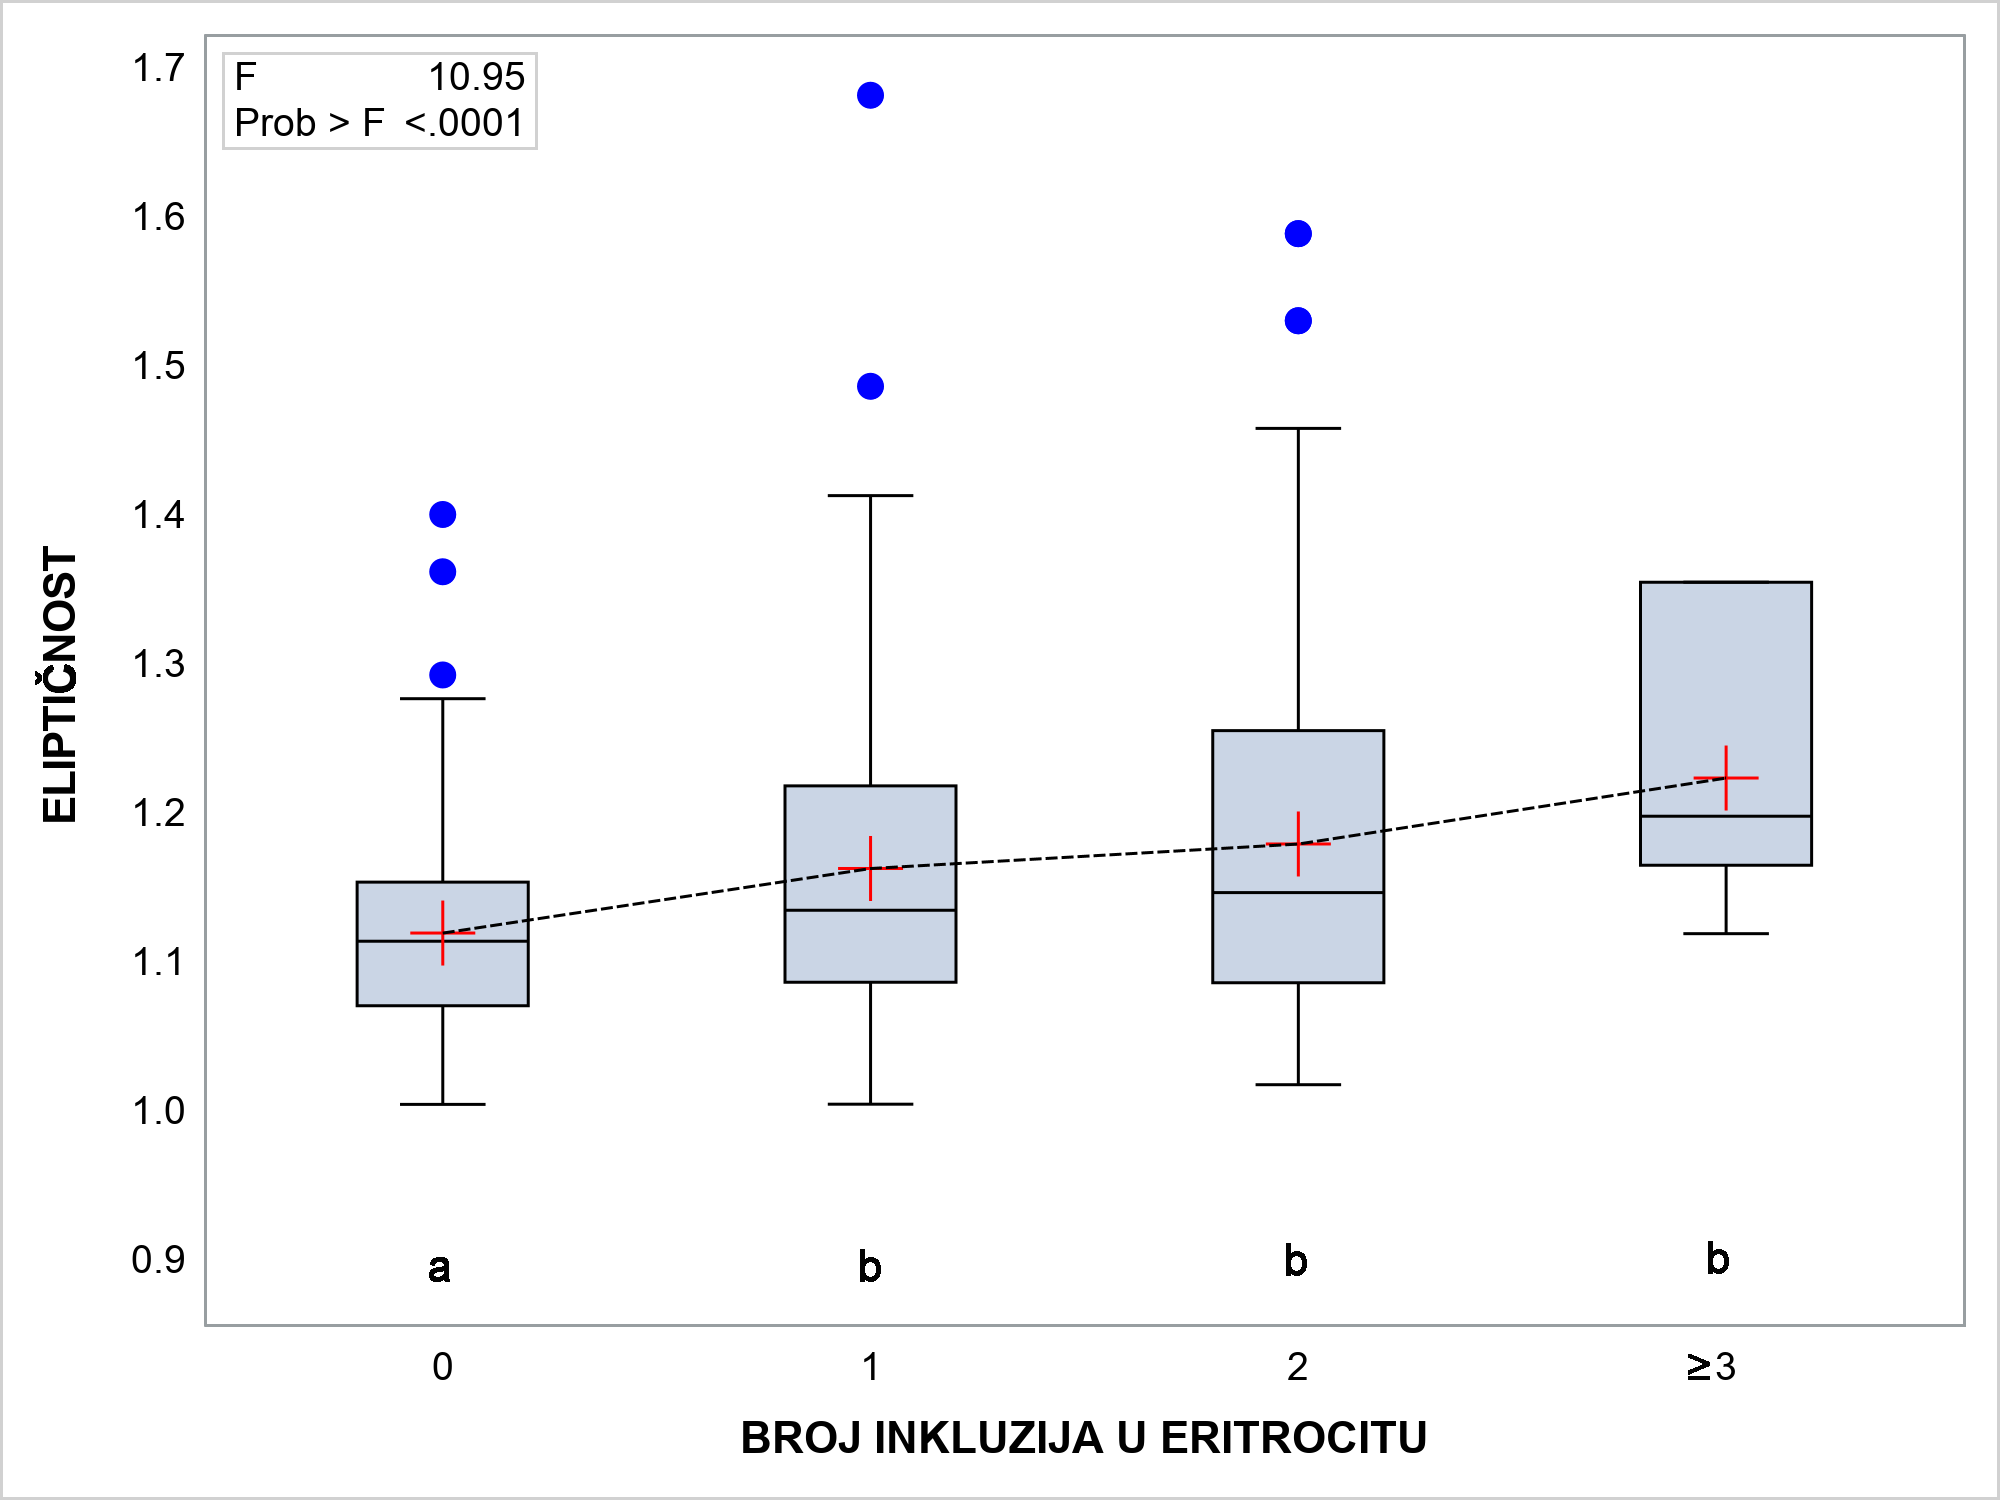 F 10.95
Prob > F <.0001
1.7
1.6
1.5
1.4
1.3
1.2
1.1
1.0
0.9
ELIPTIČNOST
a b b b
0 1 2 ≥3
BROJ INKLUZIJA U ERITROCITU